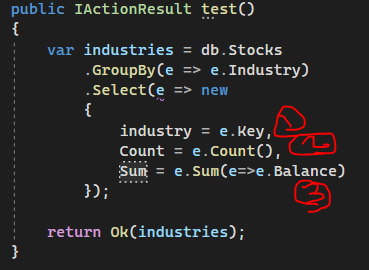 public IActionResult test()
{
var industries = db.Stocks
.GroupBy(e => e.Industry)
.Select(e => new
{
industry = e.Key, 1
Count = e.Count(), 2
Sum = e.Sum(e=>e.Balance)
3
});
return Ok(industries);
}